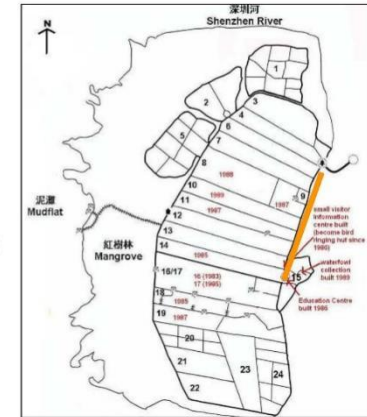 深圳河
Shenzhen River
N
1
2
3
4
5
6
7
8
1988
10
1989
9
1987
11
1987
12
泥灘
Mudflat
紅樹林
Mangrove
13
14
1985
small visitor
information
centre built
(become bird
ringing hut since
waterfowl
collection
built 1989
15
Education Centre
built 1986
16/17
16 (1983)
17 (1985)
18
1985
19
1987
20
21
22
23
24